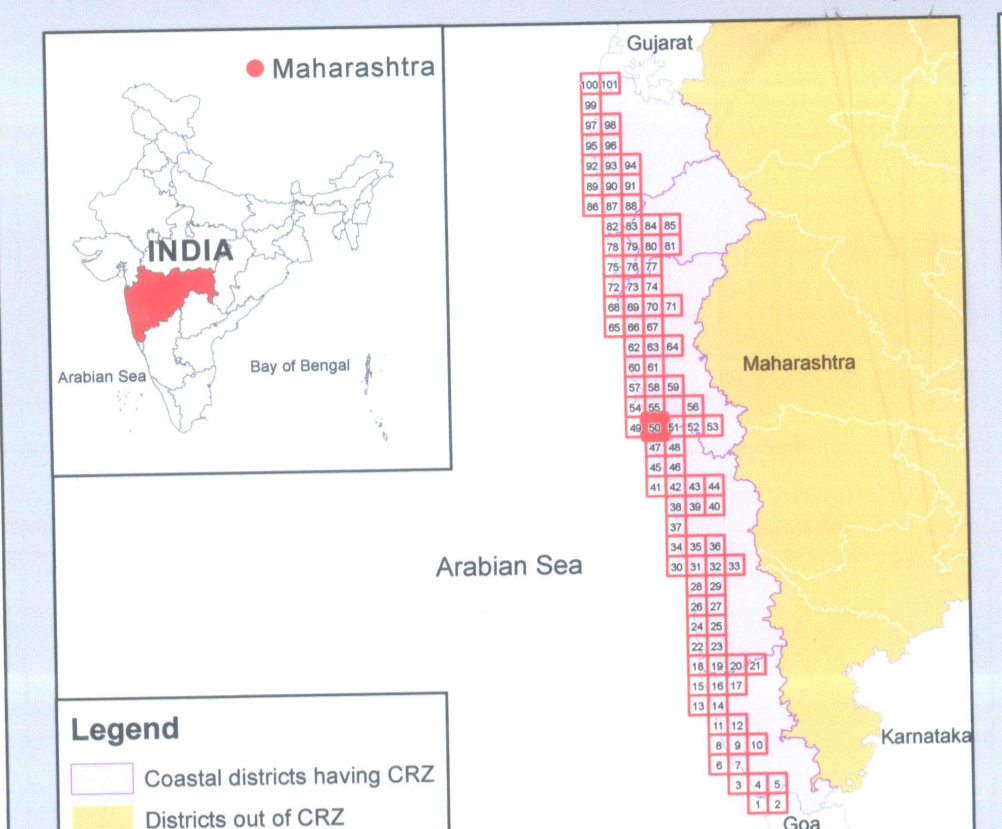 Maharashtra
INDIA
Arabian Sea
Bay of Bengal
Gujarat
100 101
99
97 98
95 96
92 93 94
89 90 91
86 87 88
82 83 84 85
78 79 80 81
75 76 77
72 73 74
68 69 70 71
65 66 67
62 63 64
60 61
Maharashtra
57 58 59
54 55 56
49 50 51 52 53
47 48
45 46
41 42 43 44
38 39 40
37
34 35 36
Arabian Sea
30 31 32 33
28 29
26 27
24 25
22 23
18 19 20 21
15 16 17
13 14
11 12
Karnataka
8 9 10
6 7
3 4 5
1 2
Goa
Legend
Coastal districts having CRZ
Districts out of CRZ